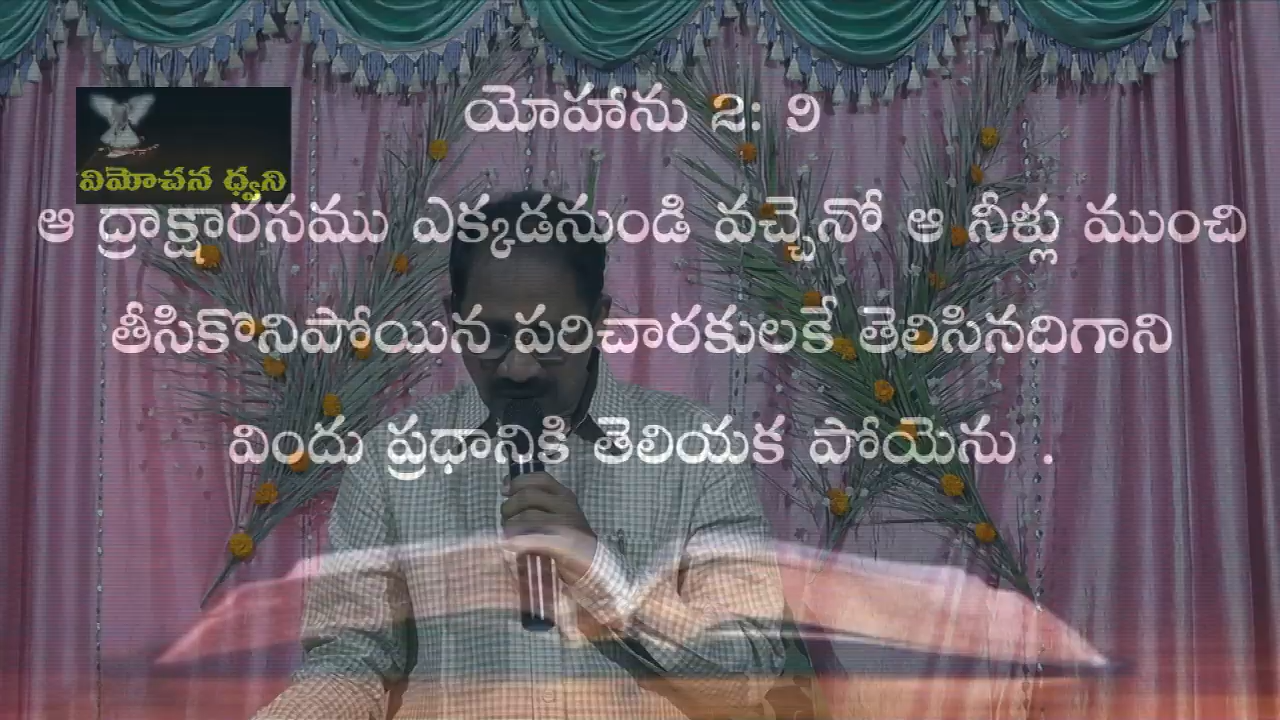 యోహాను 2: 9
విమోచన ధ్వని
ఆ ద్రాక్షారసము ఎక్కడనుండి వచ్చెనో ఆ నీళ్లు ముంచి
తీసికొనిపోయిన పరిచారకులకే తెలిసినదిగాని
విందు ప్రధానికి తెలియక పోయెను .